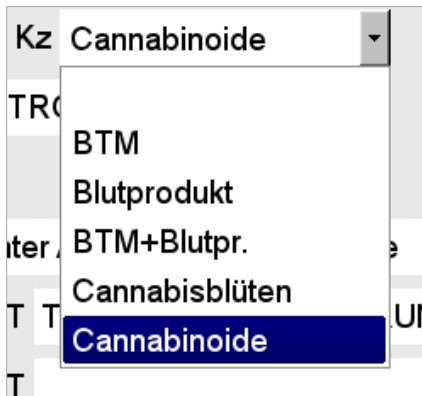 Kz Cannabinoide
BTM
Blutprodukt
BTM+Blutpr.
Cannabisblüten
Cannabinoide